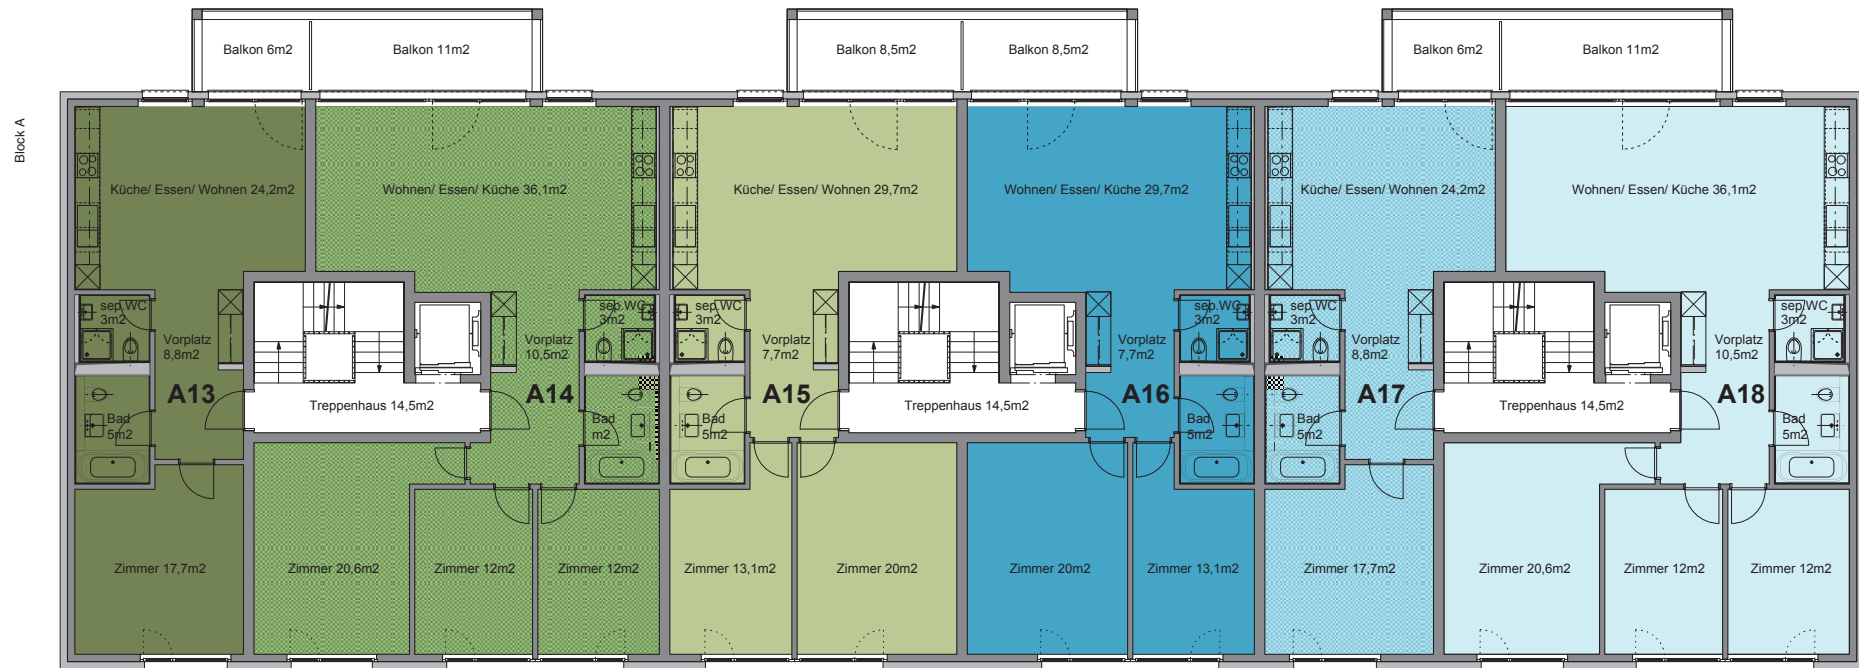 Block A
Balkon 6m2
Balkon 11m2
Balkon 8,5m2
Balkon 8,5m2
Balkon 6m2
Balkon 11m2
Küche/ Essen/ Wohnen 24,2m2
Wohnen/ Essen/ Küche 36,1m2
Küche/ Essen/ Wohnen 29,7m2
Wohnen/ Essen/ Küche 29,7m2
Küche/ Essen/ Wohnen 24,2m2
Wohnen/ Essen/ Küche 36,1m2
sep.WC
3m2
sep.WC
3m2
sep.WC
3m2
sep.WC
3m2
sep.WC
3m2
sep.WC
3m2
Vorplatz
8,8m2
Vorplatz
10,5m2
Vorplatz
7,7m2
Vorplatz
7,7m2
Vorplatz
8,8m2
Vorplatz
10,5m2
A13
A14
A15
A16
A17
A18
Treppenhaus 14,5m2
Treppenhaus 14,5m2
Treppenhaus 14,5m2
Bad
5m2
Bad
m2
Bad
5m2
Bad
5m2
Bad
5m2
Bad
5m2
Zimmer 17,7m2
Zimmer 20,6m2
Zimmer 12m2
Zimmer 12m2
Zimmer 13,1m2
Zimmer 20m2
Zimmer 20m2
Zimmer 13,1m2
Zimmer 17,7m2
Zimmer 20,6m2
Zimmer 12m2
Zimmer 12m2